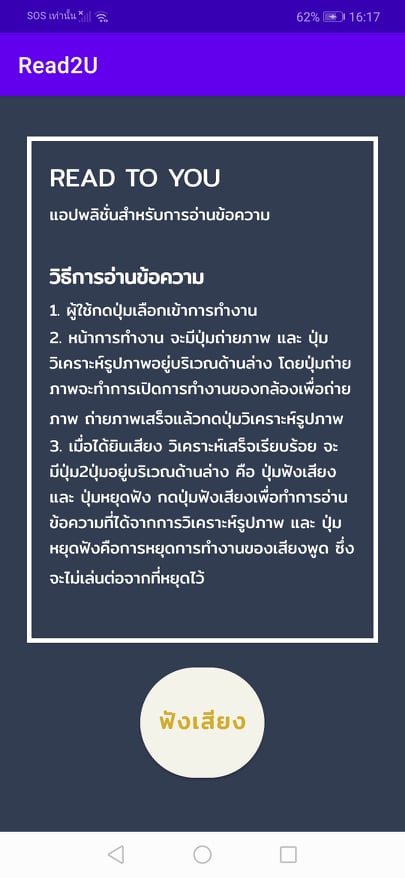 SOS เท่านั้น
62% 16:17
Read2U
READ TO YOU
แอปพลิชั่นสำหรับการอ่านข้อความ
วิธีการอ่านข้อความ
1. ผู้ใช้กดปุ่มเลือกเข้าการทำงาน
2. หน้าการทำงาน จะมีปุ่มถ่ายภาพ และ ปุ่ม
วิเคราะห์รูปภาพอยู่บริเวณด้านล่าง โดยปุ่มถ่าย
ภาพจะทำการเปิดการทำงานของกล้องเพื่อถ่าย
ภาพ ถ่ายภาพเสร็จแล้วกดปุ่มวิเคราะห์รูปภาพ
3. เมื่อได้ยินเสียง วิเคราะห์เสร็จเรียบร้อย จะ
มีปุ่ม2ปุ่มอยู่บริเวณด้านล่าง คือ ปุ่มฟังเสียง
และ ปุ่มหยุดฟัง กดปุ่มฟังเสียงเพื่อทำการอ่าน
ข้อความที่ได้จากการวิเคราะห์รูปภาพ และ ปุ่ม
หยุดฟังคือการหยุดการทำงานของเสียงพูด ซึ่ง
จะไม่เล่นต่อจากที่หยุดไว้
ฟังเสียง